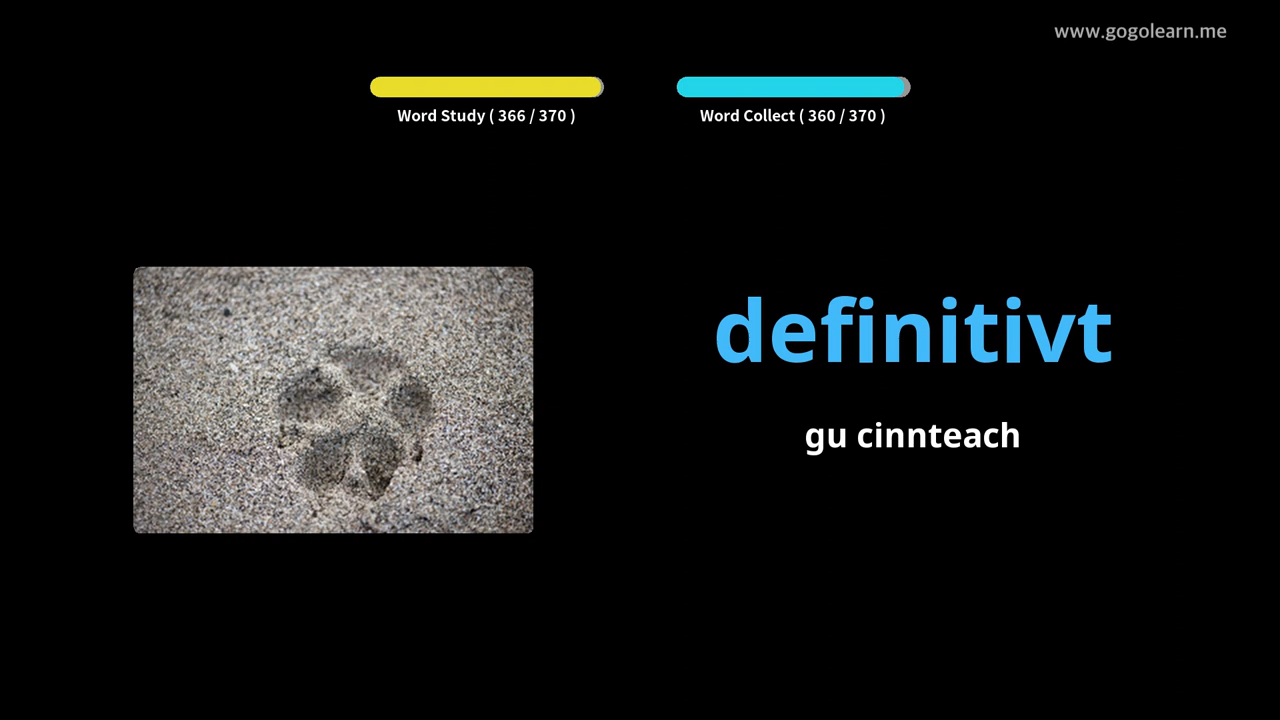 www.gogolearn.me
Word Study ( 366 / 370 )
Word Collect ( 360 / 370 )
definitivt
gu cinnteach